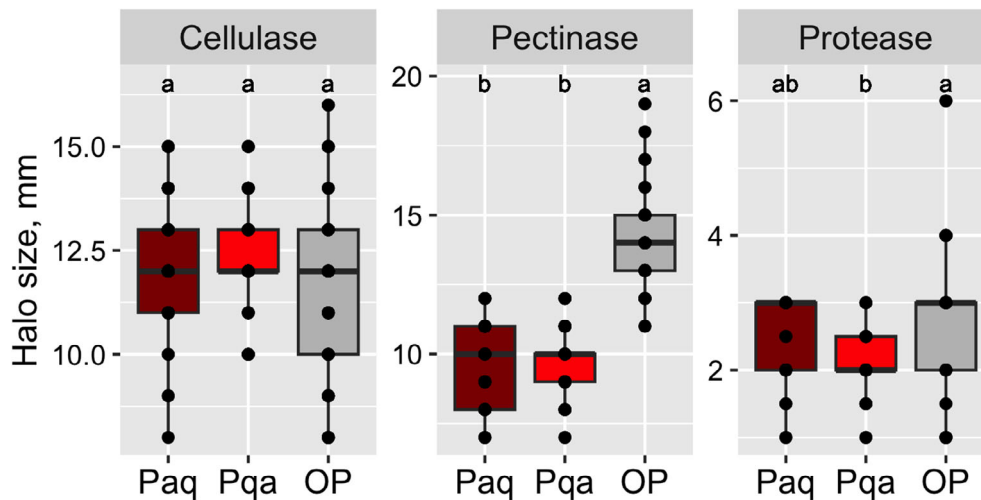 Cellulase Pectinase Protease
a a a b b a ab b a
Halo size, mm
15.0
12.5
10.0
20
15
10
6
4
2
Paq Pqa OP Paq Pqa OP Paq Pqa OP